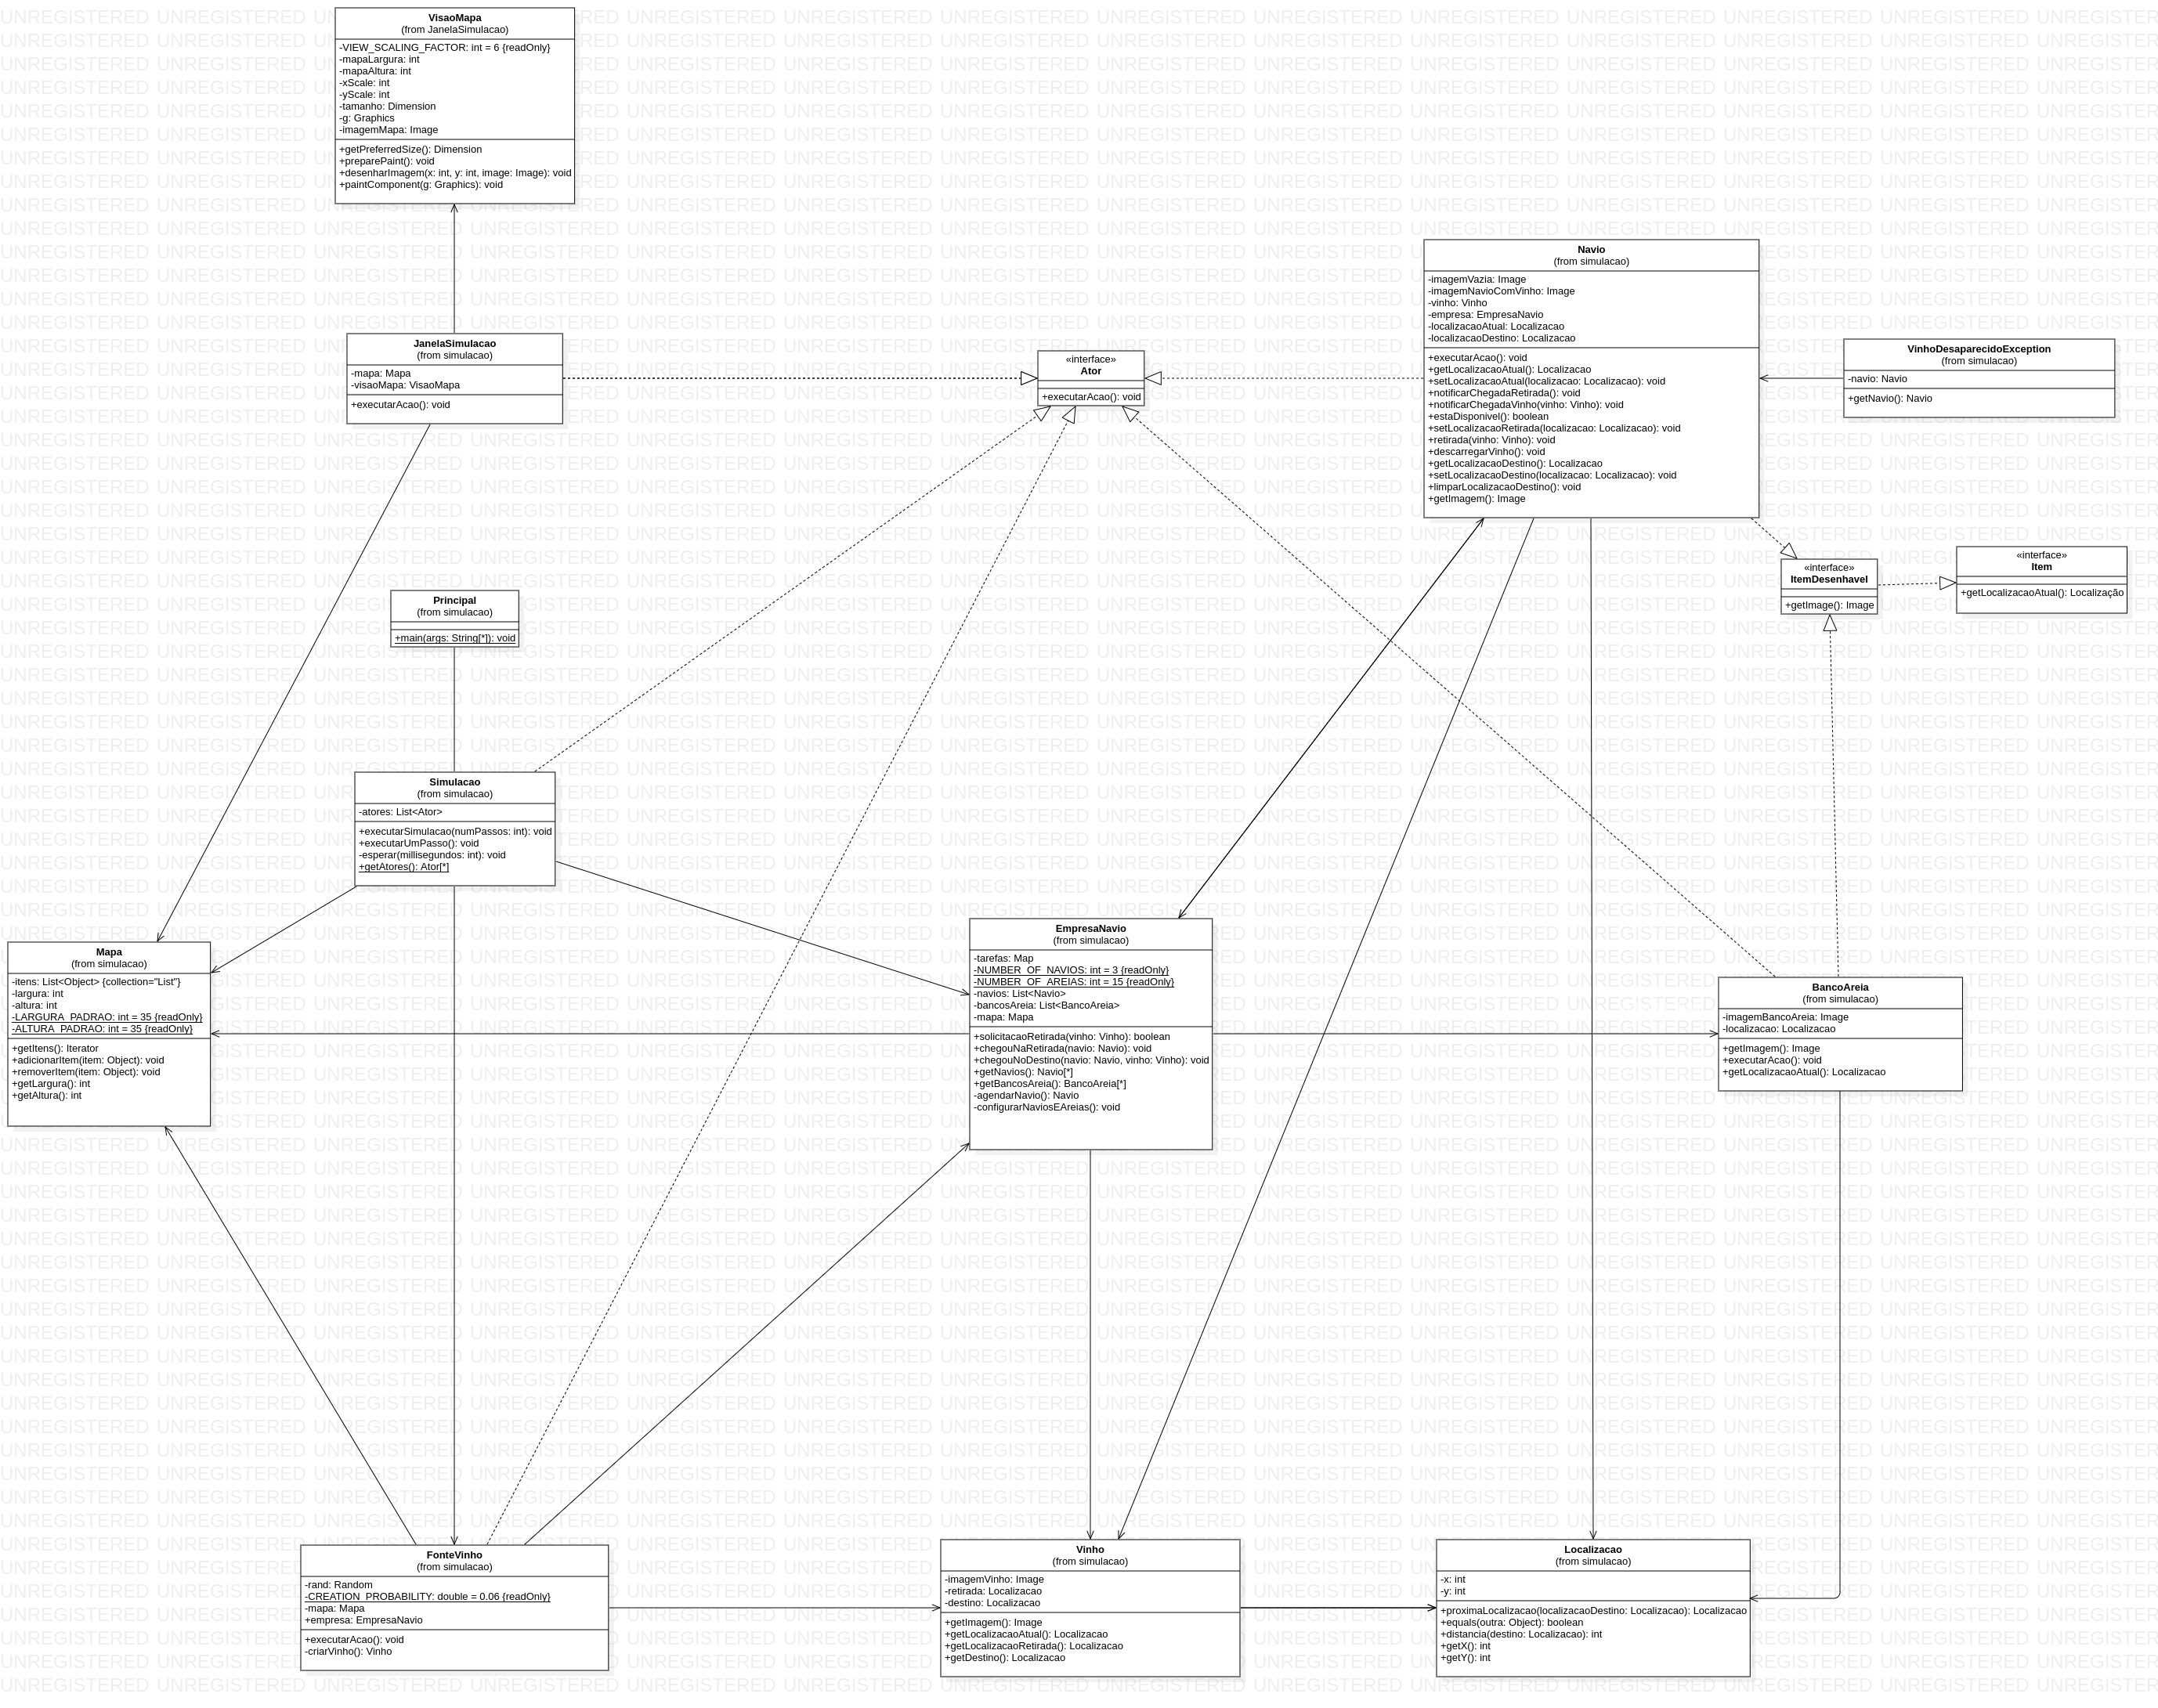 VisaoMapa
(from JanelaSimulacao)
-VIEW_SCALING_FACTOR: int = 6 {readOnly}
-mapaLargura: int
-mapaAltura: int
-xScale: int
-yScale: int
-tamanho: Dimension
-g: Graphics
-imagemMapa: Image
+getPreferredSize(): Dimension
+preparePaint(): void
+desenharImagem(x: int, y: int, image: Image): void
+paintComponent(g: Graphics): void
JanelaSimulacao
(from simulacao)
-mapa: Mapa
-visaoMapa: VisaoMapa
+executarAcao(): void
«interface»
Ator
+executarAcao(): void
Navio
(from simulacao)
-imagemVazia: Image
-imagemNavioComVinho: Image
-vinho: Vinho
-empresa: EmpresaNavio
-localizacaoAtual: Localizacao
-localizacaoDestino: Localizacao
+executarAcao(): void
+getLocalizacaoAtual(): Localizacao
+setLocalizacaoAtual(localizacao: Localizacao): void
+notificarChegadaRetirada(): void
+notificarChegadaVinho(vinho: Vinho): void
+estaDisponivel(): boolean
+setLocalizacaoRetirada(localizacao: Localizacao): void
+retirada(vinho: Vinho): void
+descarregarVinho(): void
+getLocalizacaoDestino(): Localizacao
+setLocalizacaoDestino(localizacao: Localizacao): void
+limparLocalizacaoDestino(): void
+getImagem(): Image
VinhoDesaparecidoException
(from simulacao)
-navio: Navio
+getNavio(): Navio
«interface»
ItemDesenhavel
+getImage(): Image
«interface»
Item
+getLocalizacaoAtual(): Localização
Principal
(from simulacao)
+main(args: String[*]): void
Simulacao
(from simulacao)
-atores: List<Ator>
+executarSimulacao(numPassos: int): void
+executarUmPasso(): void
-esperar(millisegundos: int): void
+getAtores(): Ator[*]
Mapa
(from simulacao)
-itens: List<Object> {collection="List"}
-largura: int
-altura: int
-LARGURA_PADRAO: int = 35 {readOnly}
-ALTURA_PADRAO: int = 35 {readOnly}
+getItens(): Iterator
+adicionarItem(item: Object): void
+removerItem(item: Object): void
+getLargura(): int
+getAltura(): int
EmpresaNavio
(from simulacao)
-tarefas: Map
-NUMBER_OF_NAVIOS: int = 3 {readOnly}
-NUMBER_OF_AREIAS: int = 15 {readOnly}
-navios: List<Navio>
-bancosAreia: List<BancoAreia>
-mapa: Mapa
+solicitacaoRetirada(vinho: Vinho): boolean
+chegouNaRetirada(navio: Navio): void
+chegouNoDestino(navio: Navio, vinho: Vinho): void
+getNavios(): Navio[*]
+getBancosAreia(): BancoAreia[*]
-agendarNavio(): Navio
-configurarNaviosEAreias(): void
BancoAreia
(from simulacao)
-imagemBancoAreia: Image
-localizacao: Localizacao
+getImagem(): Image
+executarAcao(): void
+getLocalizacaoAtual(): Localizacao
FonteVinho
(from simulacao)
-rand: Random
-CREATION_PROBABILITY: double = 0.06 {readOnly}
-mapa: Mapa
+empresa: EmpresaNavio
+executarAcao(): void
-criarVinho(): Vinho
Vinho
(from simulacao)
-imagemVinho: Image
-retirada: Localizacao
-destino: Localizacao
+getImagem(): Image
+getLocalizacaoAtual(): Localizacao
+getLocalizacaoRetirada(): Localizacao
+getDestino(): Localizacao
Localizacao
(from simulacao)
-x: int
-y: int
+proximaLocalizacao(localizacaoDestino: Localizacao): Localizacao
+equals(outra: Object): boolean
+distancia(destino: Localizacao): int
+getX(): int
+getY(): int